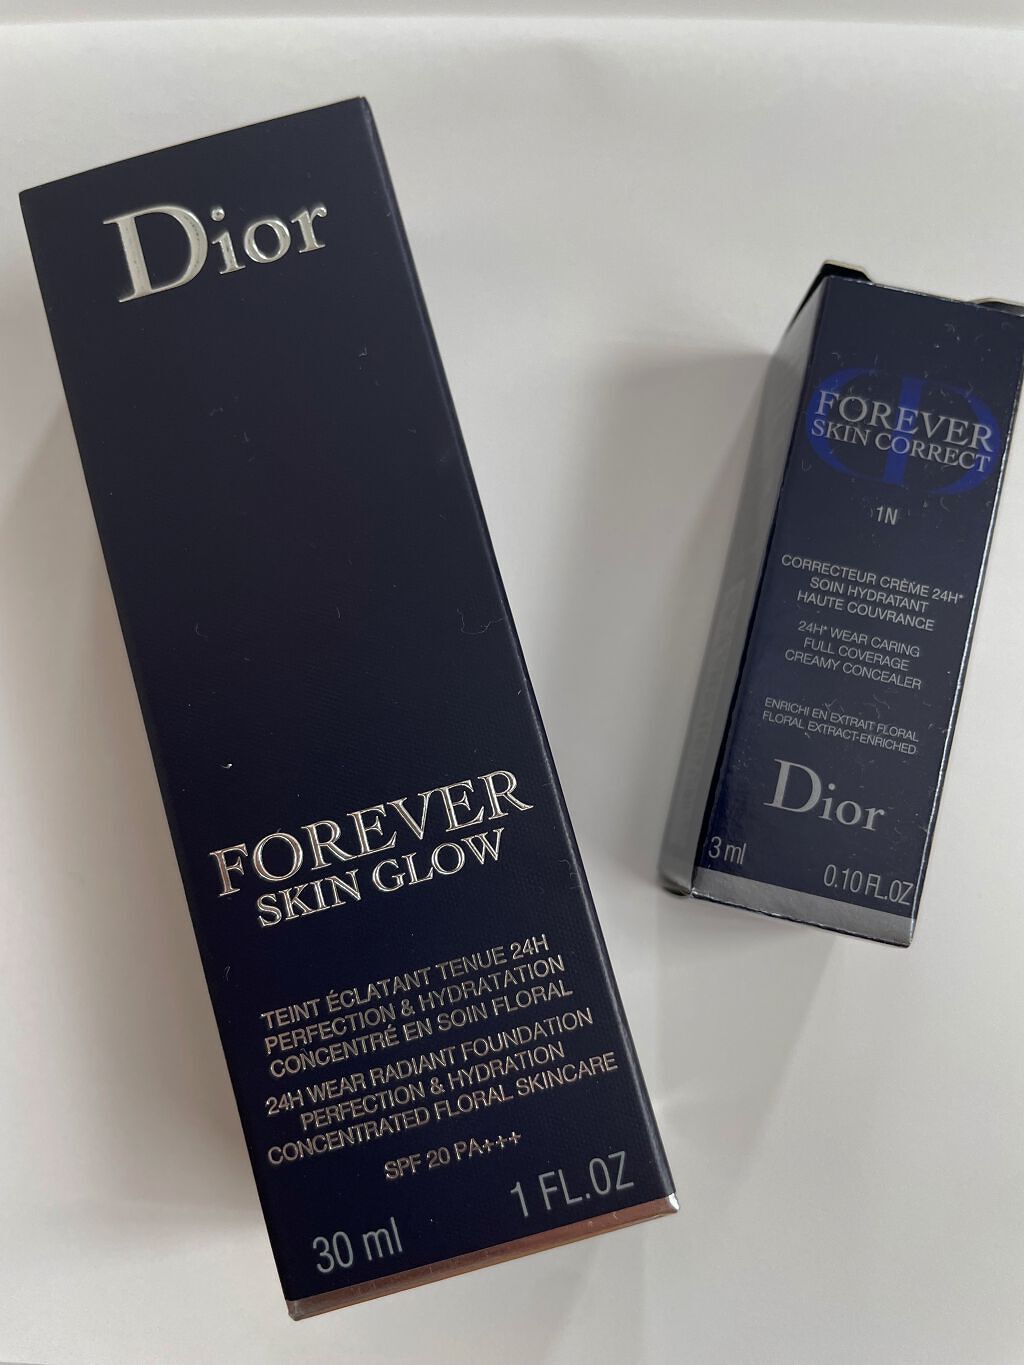 Dior
FOREVER
SKIN GLOW
TEINT ÉCLATANT TENUE 24H
PERFECTION & HYDRATATION
CONCENTRÉ EN SOIN FLORAL
24H WEAR RADIANT FOUNDATION
PERFECTION & HYDRATION
CONCENTRATED FLORAL SKINCARE
SPF 20 PA+++
30 ml 1 FL.OZ
FOREVER
SKIN CORRECT
1N
CORRECTEUR CRÈME 24H*
SOIN HYDRATANT
HAUTE COUVRANCE
24H* WEAR CARING
FULL COVERAGE
CREAMY CONCEALER
ENRICHI EN EXTRAIT FLORAL
FLORAL EXTRACT-ENRICHED
Dior
3 ml 0.10 FL.OZ